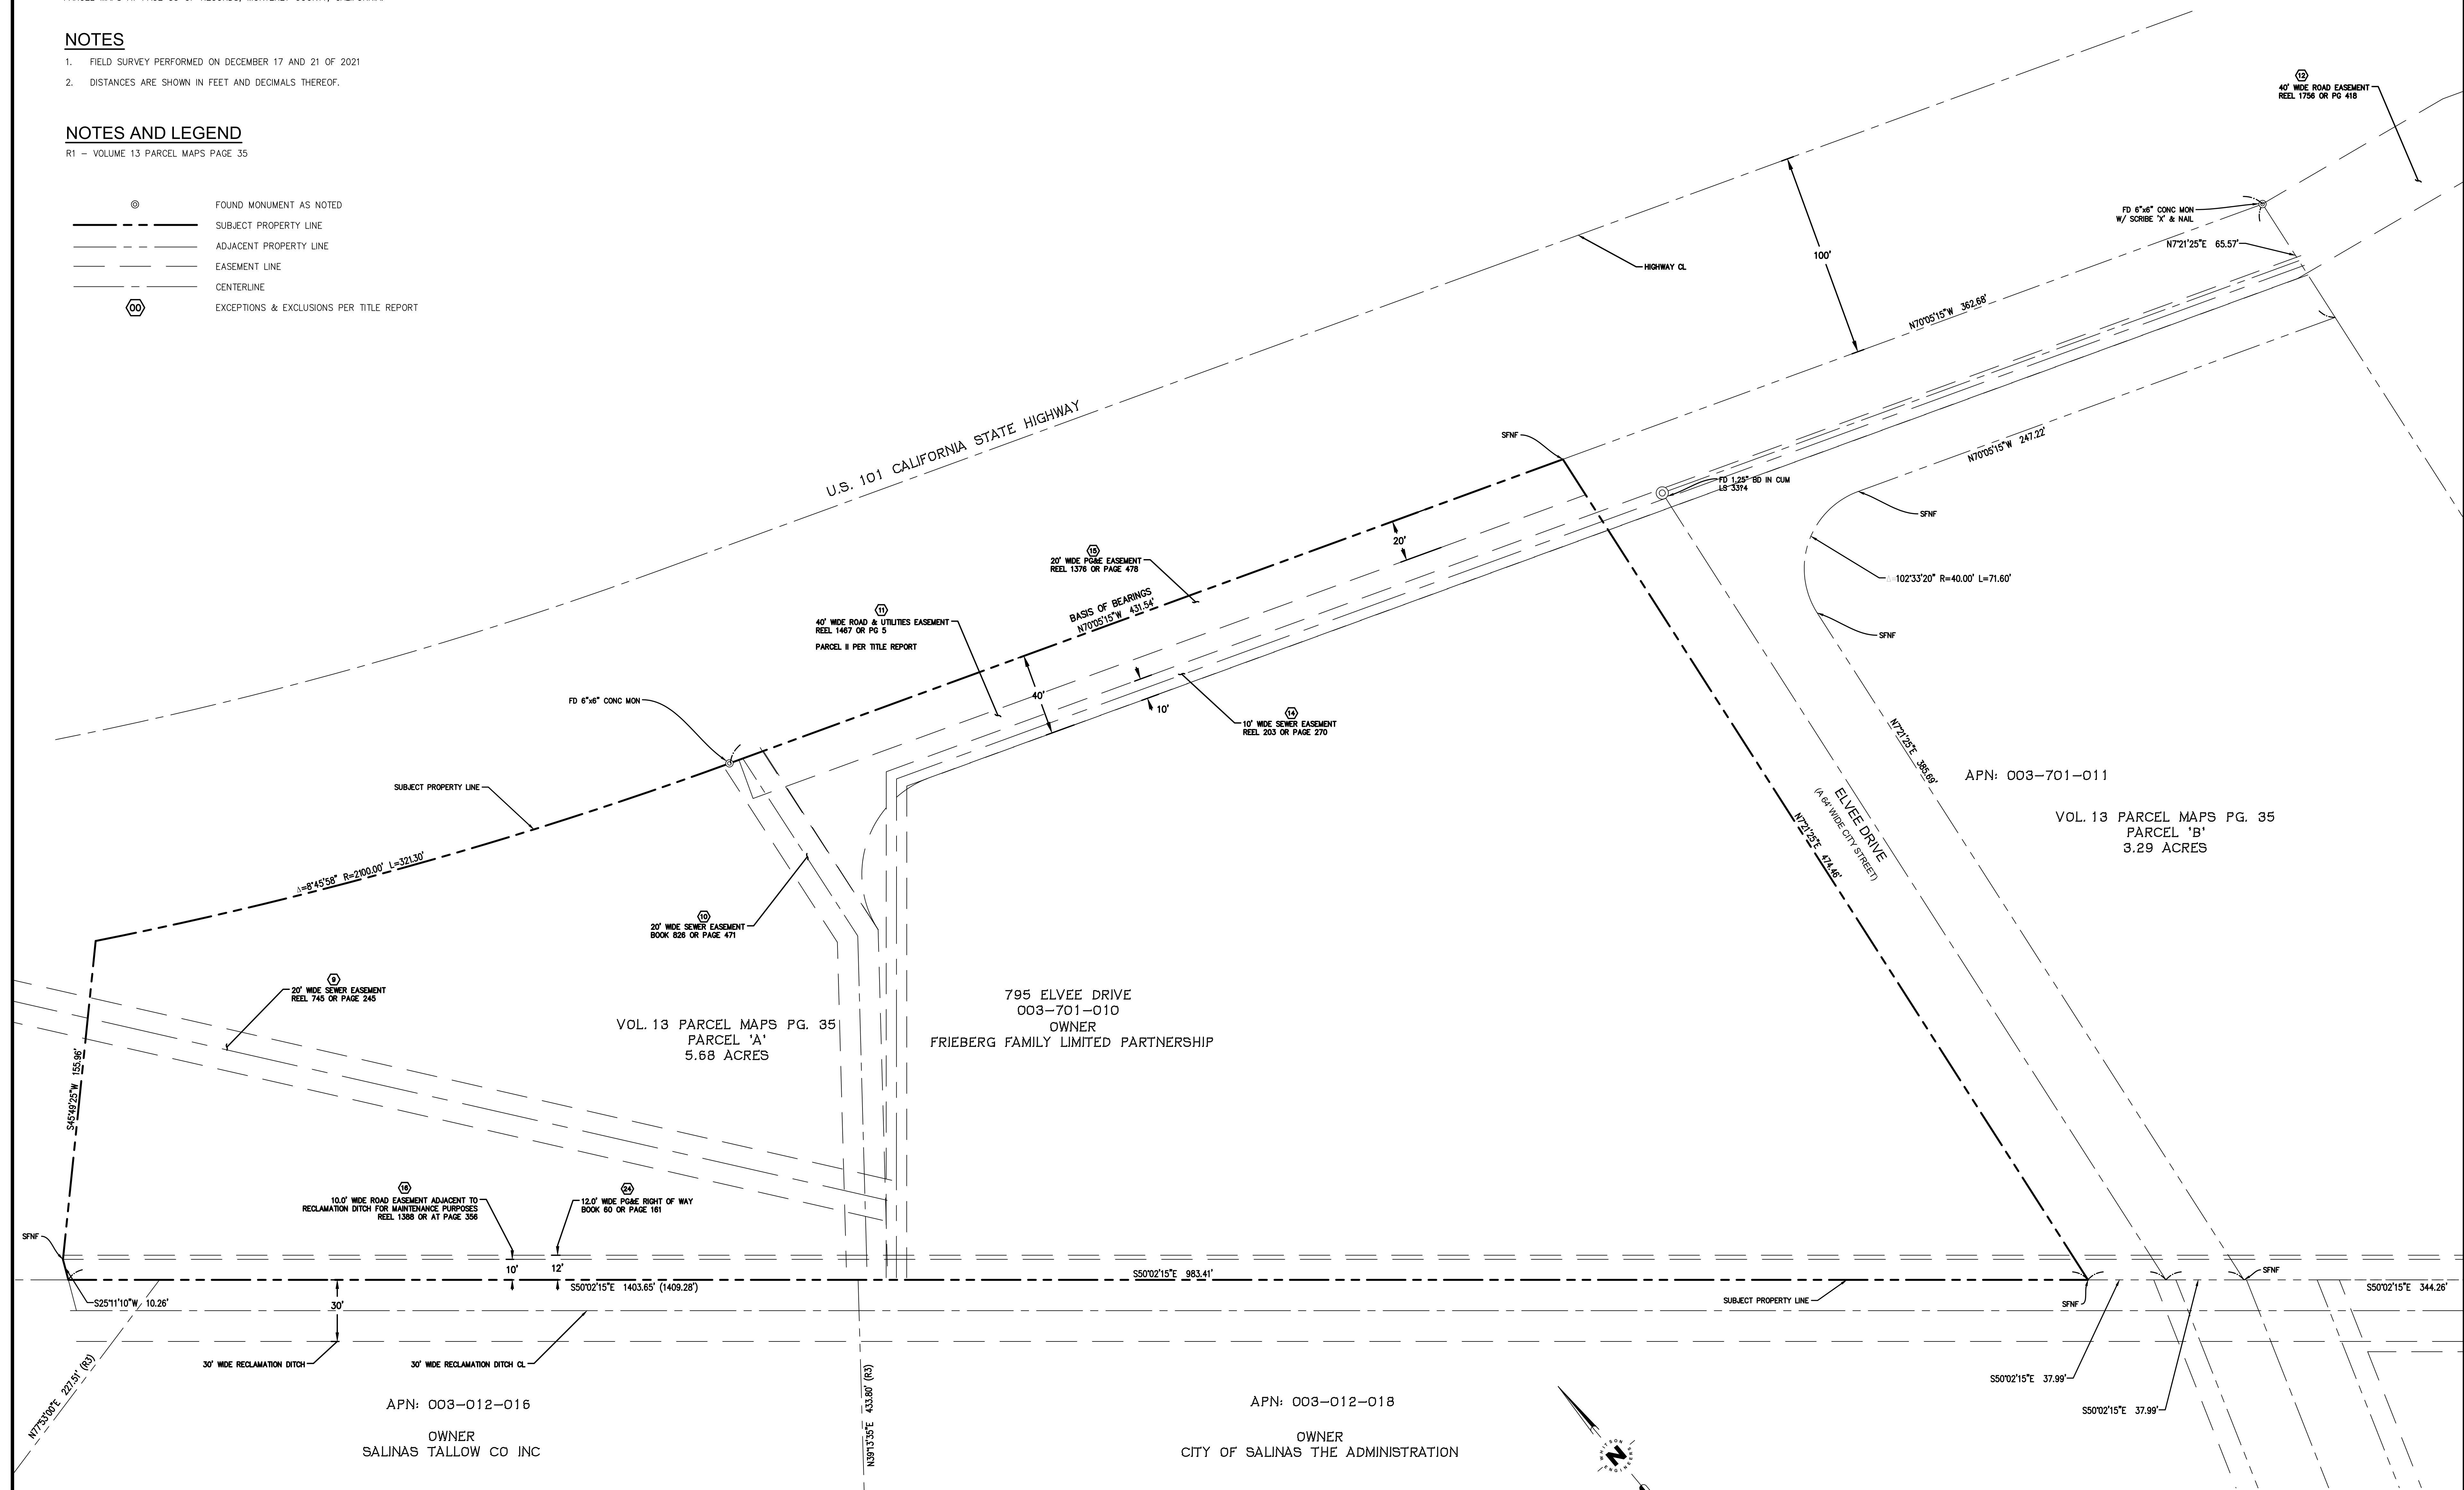 NOTES
1. FIELD SURVEY PERFORMED ON DECEMBER 17 AND 21 OF 2021
2. DISTANCES ARE SHOWN IN FEET AND DECIMALS THEREOF.
NOTES AND LEGEND
R1 – VOLUME 13 PARCEL MAPS PAGE 35
FOUND MONUMENT AS NOTED
SUBJECT PROPERTY LINE
ADJACENT PROPERTY LINE
EASEMENT LINE
CENTERLINE
00 EXCEPTIONS & EXCLUSIONS PER TITLE REPORT
12
40' WIDE ROAD EASEMENT
REEL 1756 OR PG 418
FD 6"x6" CONC MON
W/ SCRIBE 'X' & NAIL
N7°21'25"E 65.57'
HIGHWAY CL
100'
N70°05'15"W 362.68'
U.S. 101 CALIFORNIA STATE HIGHWAY
SFNF
N70°05'15"W 247.22'
FD 1.25" BD IN CUM
LS 33?4
SFNF
20'
15
20' WIDE PG&E EASEMENT
REEL 1376 OR PAGE 478
Δ=102°33'20" R=40.00' L=71.60'
BASIS OF BEARINGS
N70°05'15"W 431.54'
11
40' WIDE ROAD & UTILITIES EASEMENT
REEL 1467 OR PG 5
PARCEL II PER TITLE REPORT
SFNF
FD 6"x6" CONC MON
40'
10'
14
10' WIDE SEWER EASEMENT
REEL 203 OR PAGE 270
N7°21'25"E 385.69'
APN: 003-701-011
SUBJECT PROPERTY LINE
ELVEE DRIVE
(A 64' WIDE CITY STREET)
VOL. 13 PARCEL MAPS PG. 35
PARCEL 'B'
3.29 ACRES
N7°21'25"E 474.46'
Δ=8°45'58" R=2100.00' L=321.30'
10
20' WIDE SEWER EASEMENT
BOOK 826 OR PAGE 471
9
20' WIDE SEWER EASEMENT
REEL 745 OR PAGE 245
795 ELVEE DRIVE
003-701-010
OWNER
FRIEBERG FAMILY LIMITED PARTNERSHIP
VOL. 13 PARCEL MAPS PG. 35
PARCEL 'A'
5.68 ACRES
S45°49'25"W 155.96'
16
10.0' WIDE ROAD EASEMENT ADJACENT TO
RECLAMATION DITCH FOR MAINTENANCE PURPOSES
REEL 1388 OR AT PAGE 356
24
12.0' WIDE PG&E RIGHT OF WAY
BOOK 60 OR PAGE 161
SFNF
10'
12'
S50°02'15"E 983.41'
SFNF
S50°02'15"E 1403.65' (1409.28')
S50°02'15"E 344.26'
S25°11'10"W 10.26'
30'
SUBJECT PROPERTY LINE
SFNF
30' WIDE RECLAMATION DITCH
30' WIDE RECLAMATION DITCH CL
N77°53'00"E 227.51' (R3)
N39°13'35"E 433.80' (R3)
S50°02'15"E 37.99'
S50°02'15"E 37.99'
APN: 003-012-016
OWNER
SALINAS TALLOW CO INC
APN: 003-012-018
OWNER
CITY OF SALINAS THE ADMINISTRATION
WHITSON ENGINEERS
N